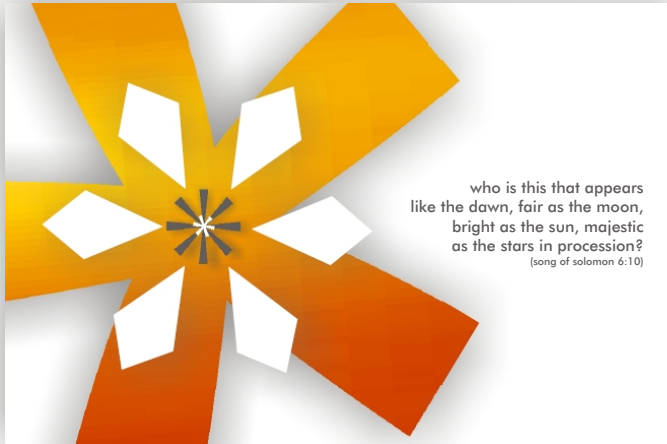 who is this that appears
like the dawn, fair as the moon,
bright as the sun, majestic
as the stars in procession?
(song of solomon 6:10)